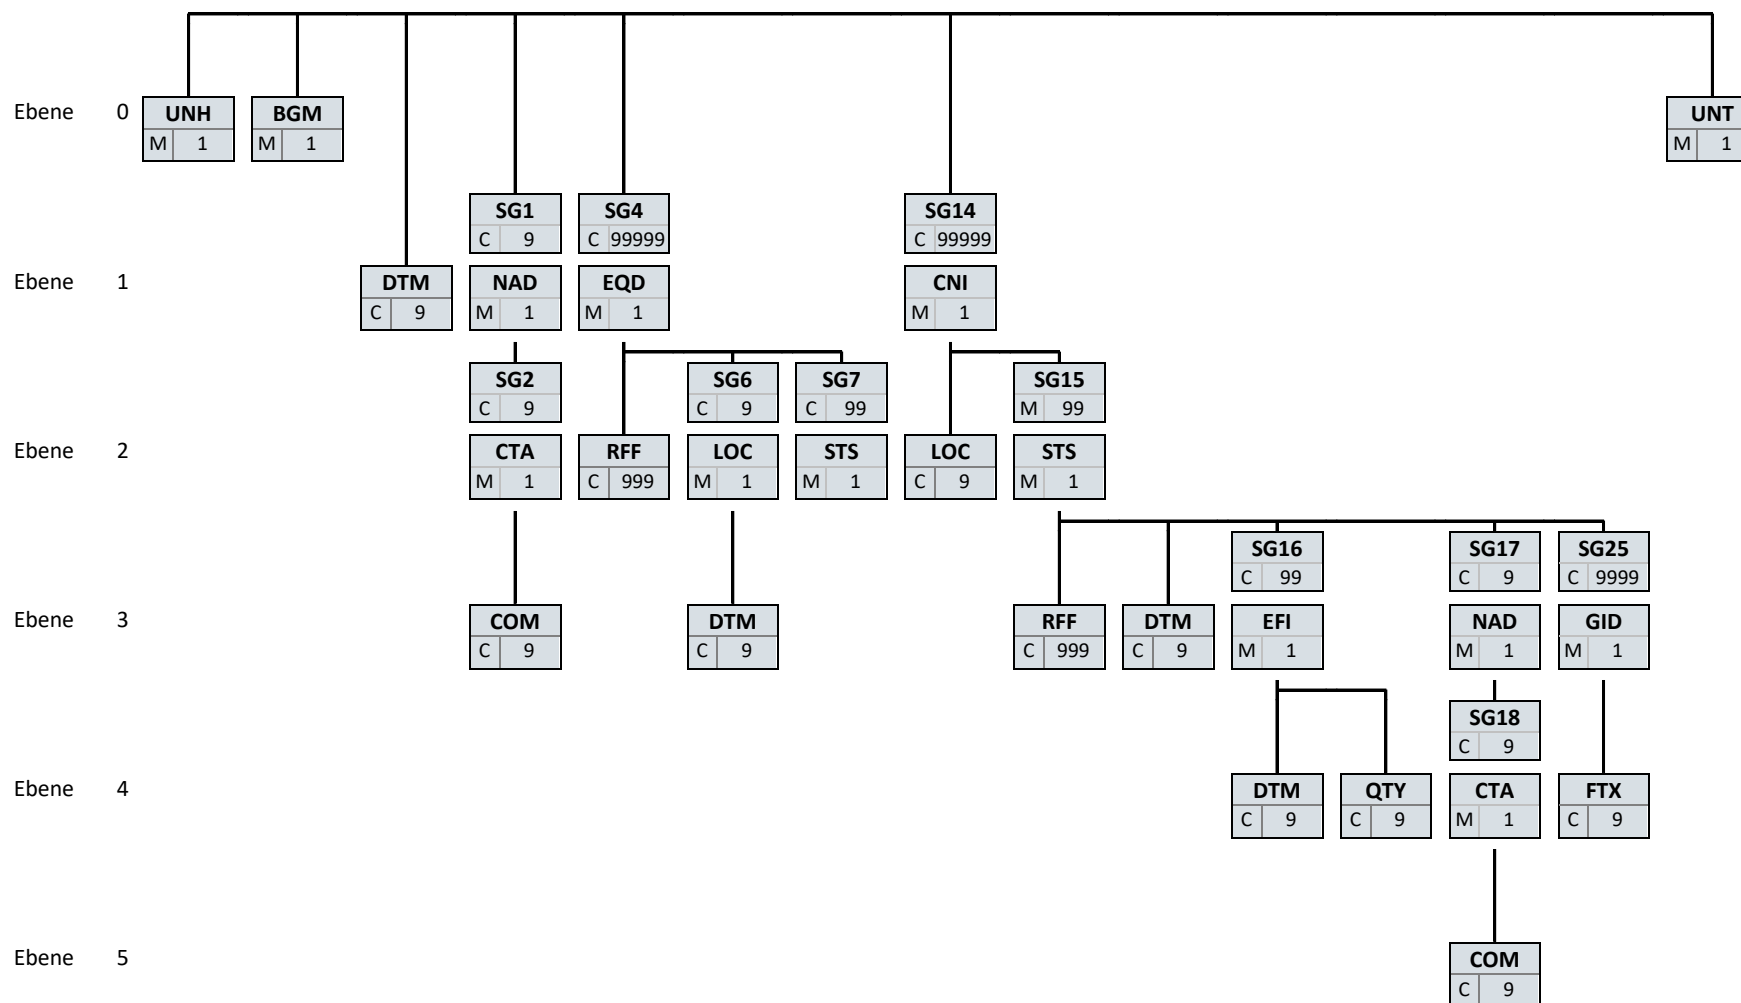 Ebene 0 UNH BGM UNT
M 1 M 1 M 1
SG1 SG4 SG14
C 9 C 99999 C 99999
Ebene 1 DTM NAD EQD CNI
C 9 M 1 M 1 M 1
SG2 SG6 SG7 SG15
C 9 C 9 C 99 M 99
Ebene 2 CTA RFF LOC STS LOC STS
M 1 C 999 M 1 M 1 C 9 M 1
SG16 SG17 SG25
C 99 C 9 C 9999
Ebene 3 COM DTM RFF DTM EFI NAD GID
C 9 C 9 C 999 C 9 M 1 M 1 M 1
SG18
C 9
Ebene 4 DTM QTY CTA FTX
C 9 C 9 M 1 C 9
Ebene 5 COM
C 9